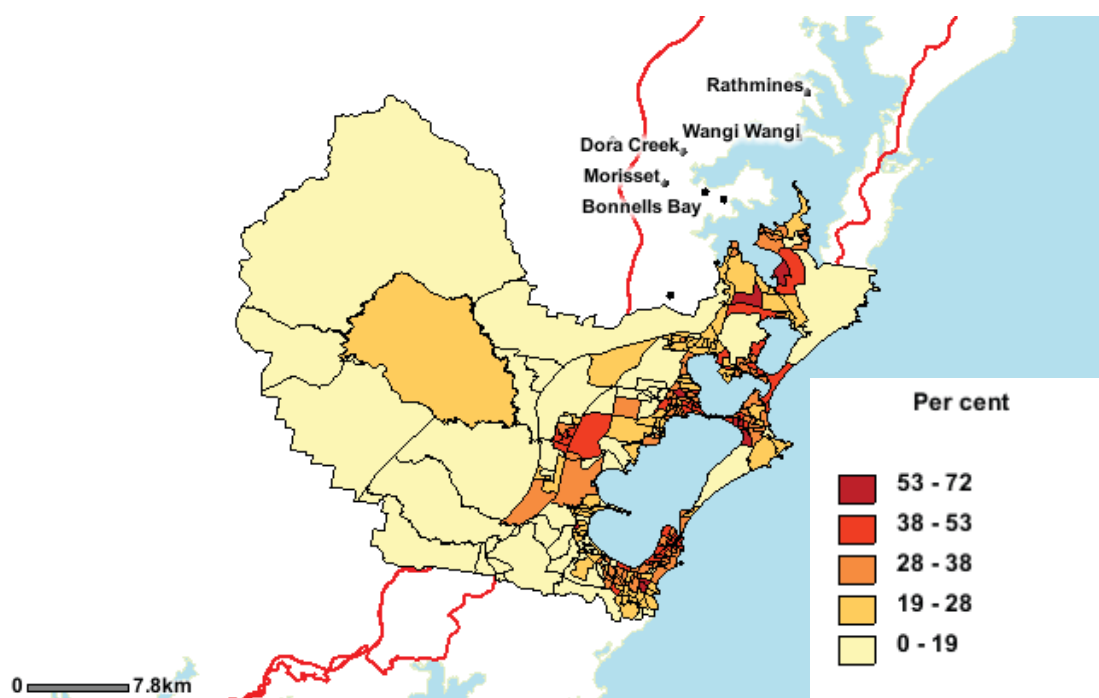 Rathmines
Wangi Wangi
Dora Creek
Morisset
Bonnells Bay
Per cent
53 - 72
38 - 53
28 - 38
19 - 28
0 - 19
0 7.8km